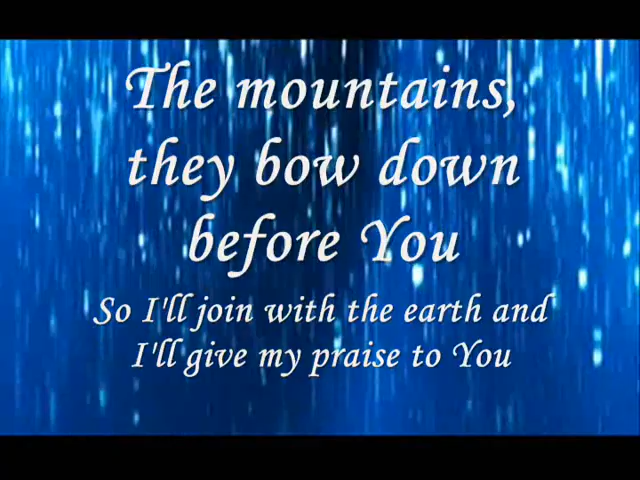 The mountains,
they bow down
before You
So I'll join with the earth and
I'll give my praise to You